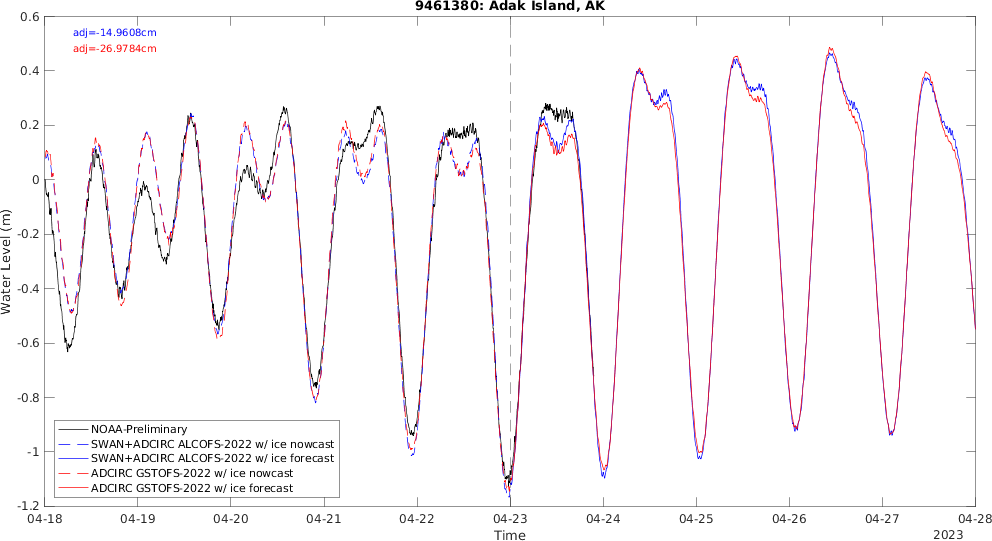 9461380: Adak Island, AK
adj=-14.9608cm
adj=-26.9784cm
0.6
0.4
0.2
0
-0.2
-0.4
-0.6
-0.8
-1
-1.2
Water Level (m)
NOAA-Preliminary
SWAN+ADCIRC ALCOFS-2022 w/ ice nowcast
SWAN+ADCIRC ALCOFS-2022 w/ ice forecast
ADCIRC GSTOFS-2022 w/ ice nowcast
ADCIRC GSTOFS-2022 w/ ice forecast
04-18 04-19 04-20 04-21 04-22 04-23 04-24 04-25 04-26 04-27 04-28
Time
2023